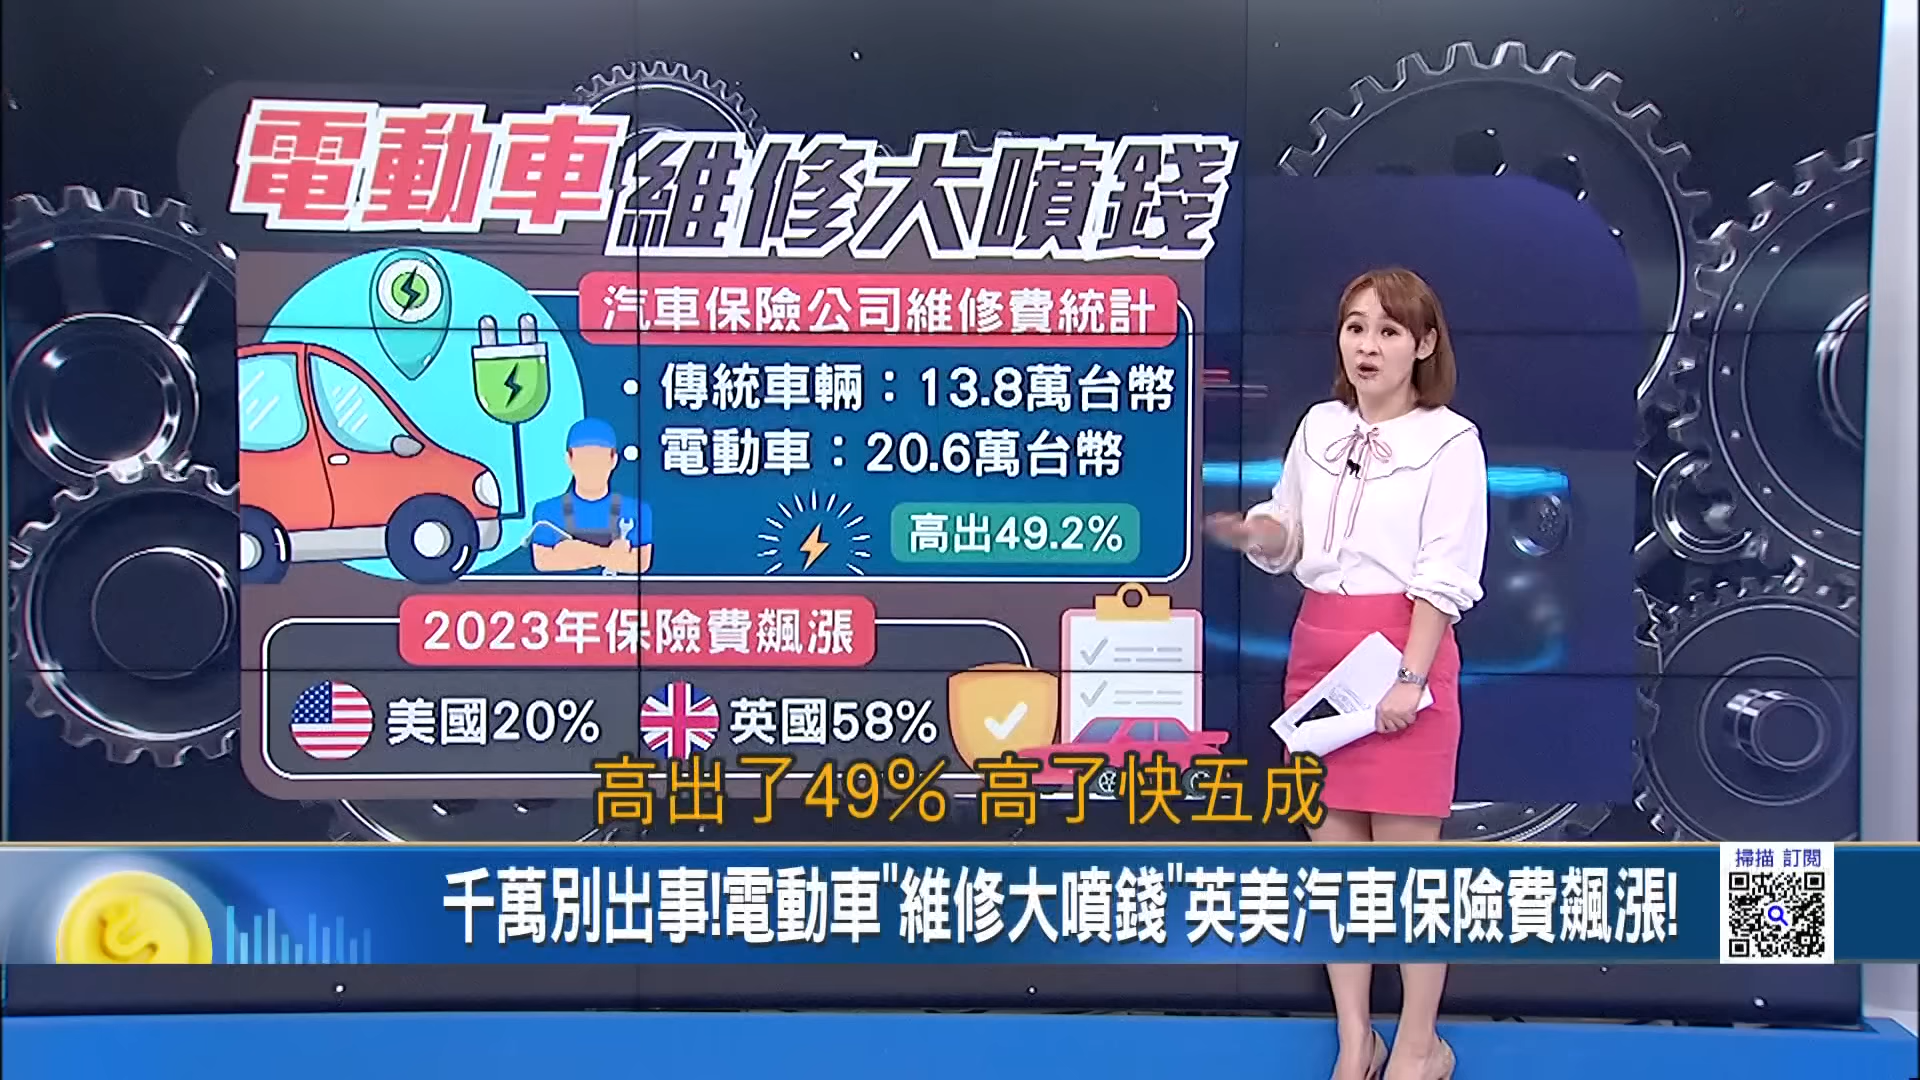 電動車維修大噴錢
汽車保險公司維修費統計
• 傳統車輛：13.8萬台幣
• 電動車：20.6萬台幣
高出49.2%
2023年保險費飆漲
美國20%
英國58%
高出了49% 高了快五成
千萬別出事!電動車"維修大噴錢"英美汽車保險費飆漲!
掃描 訂閱